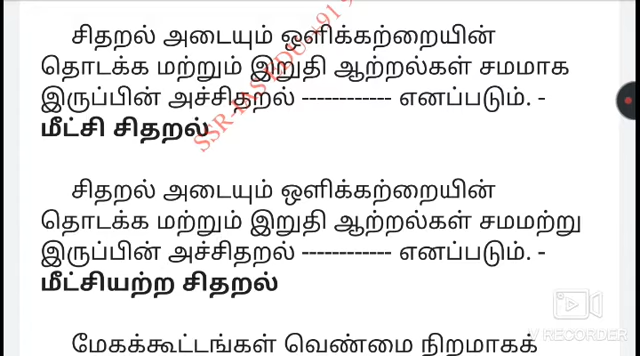 சிதறல் அடையும் ஒளிக்கற்றையின்
தொடக்க மற்றும் இறுதி ஆற்றல்கள் சமமாக
இருப்பின் அச்சிதறல் ------------ எனப்படும். -
மீட்சி சிதறல்
சிதறல் அடையும் ஒளிக்கற்றையின்
தொடக்க மற்றும் இறுதி ஆற்றல்கள் சமமற்று
இருப்பின் அச்சிதறல் ------------ எனப்படும். -
மீட்சியற்ற சிதறல்
மேகக்கூட்டங்கள் வெண்மை நிறமாகக்
V RECORDER